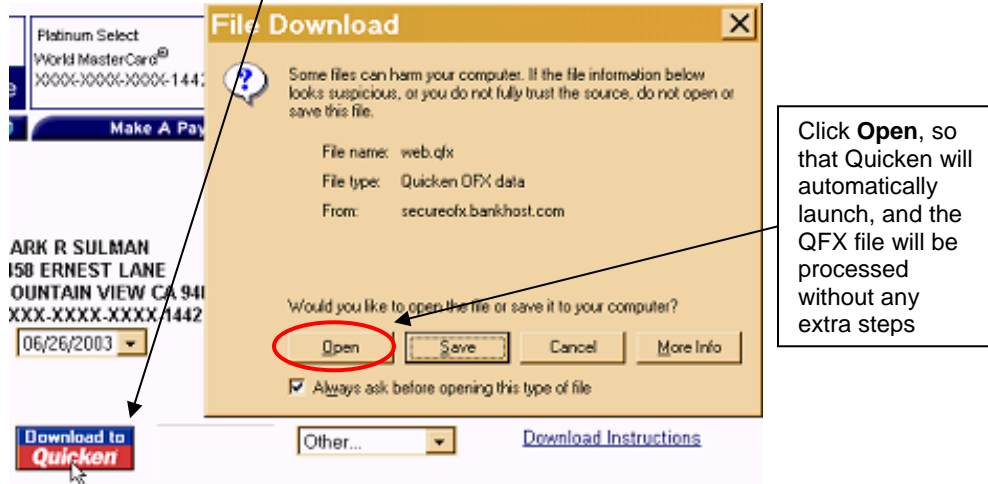 Platinum Select
World MasterCard®
XXXX-XXXX-XXXX-1442
Make A Pay
File Download
Some files can harm your computer. If the file information below
looks suspicious, or you do not fully trust the source, do not open or
save this file.
File name: web.qfx
File type: Quicken OFX data
From: secureofx.bankhost.com
Would you like to open the file or save it to your computer?
Open Save Cancel More Info
Always ask before opening this type of file
ARK R SULMAN
58 ERNEST LANE
OUNTAIN VIEW CA 940
XXX-XXXX-XXXX-1442
06/26/2003
Download to
Quicken
Other...
Download Instructions
Click Open, so
that Quicken will
automatically
launch, and the
QFX file will be
processed
without any
extra steps